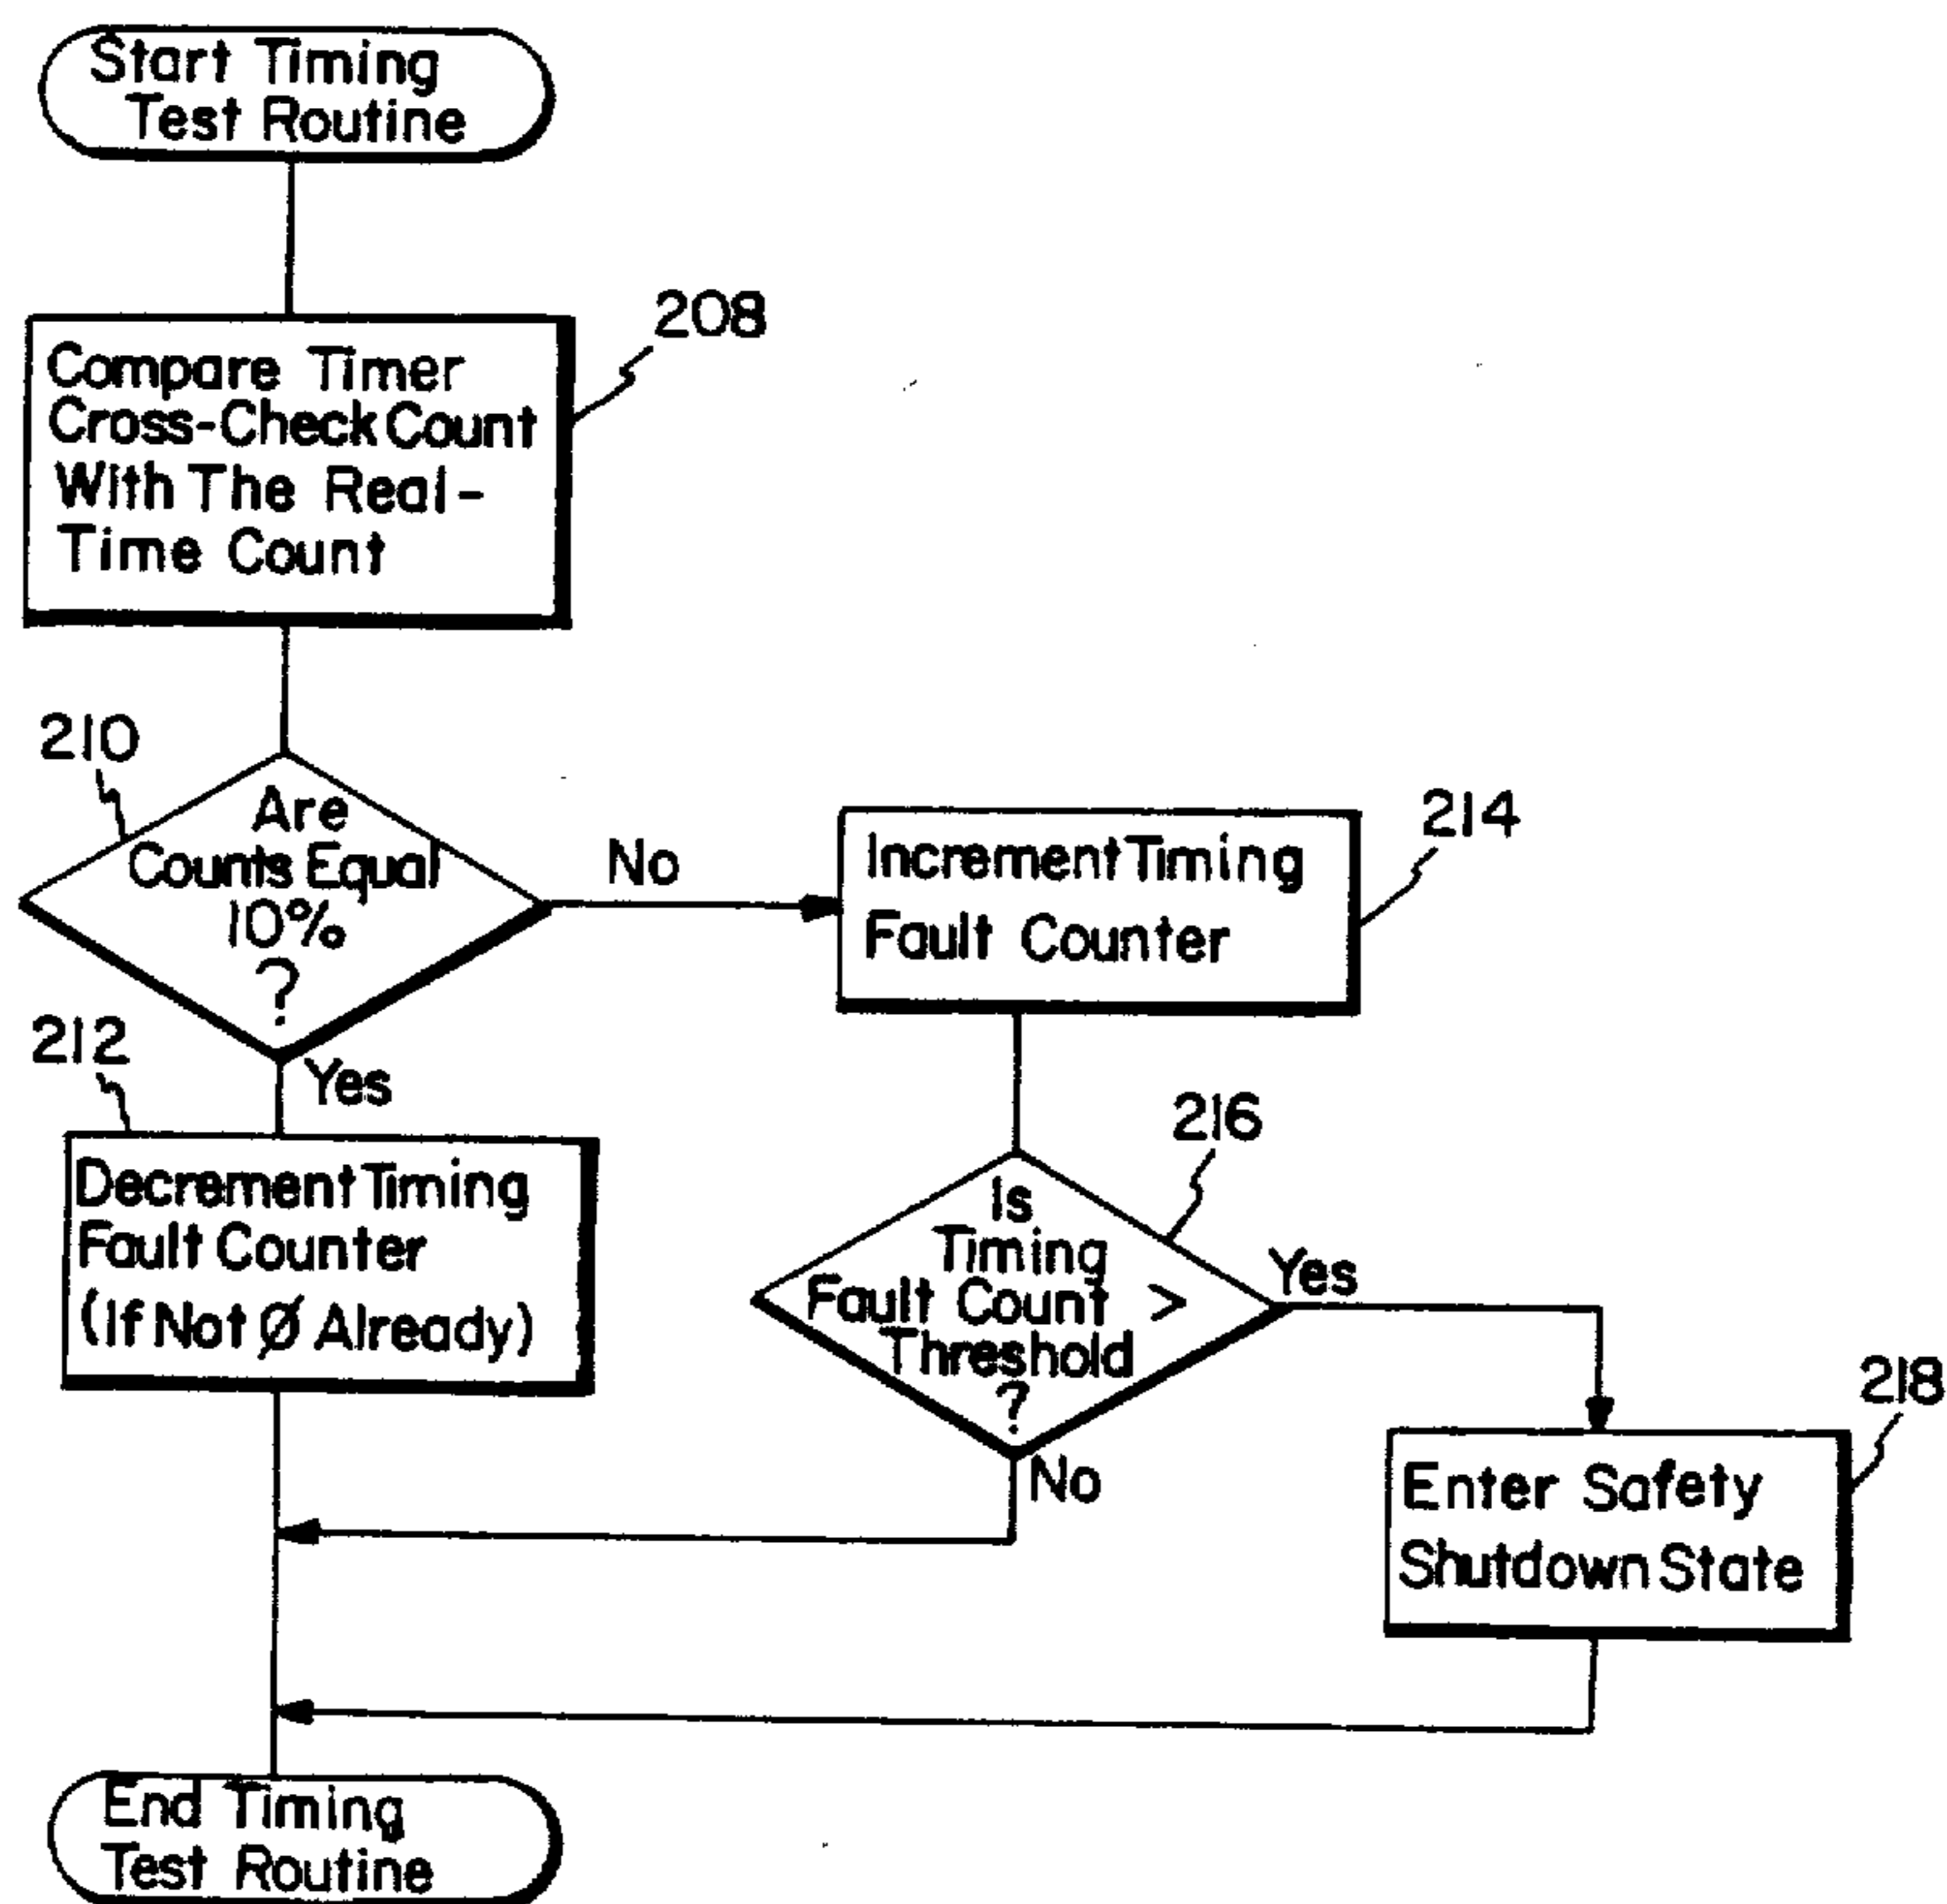 Start Timing
Test Routine
208
Compare Timer
Cross-Check Count
With The Real-
Time Count
210
Are
Counts Equal
10%
?
No
Yes
214
Increment Timing
Fault Counter
212
Decrement Timing
Fault Counter
(If Not Ø Already)
216
Is
Timing
Fault Count >
Threshold
?
Yes
No
218
Enter Safety
Shutdown State
End Timing
Test Routine